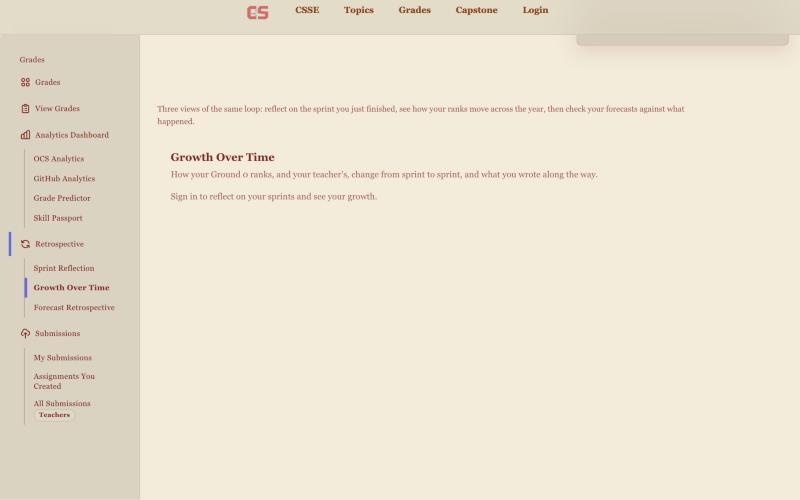 CS
CSSE
Topics
Grades
Capstone
Login
Grades
Grades
View Grades
Analytics Dashboard
OCS Analytics
GitHub Analytics
Grade Predictor
Skill Passport
Retrospective
Sprint Reflection
Growth Over Time
Forecast Retrospective
Submissions
My Submissions
Assignments You
Created
All Submissions
Teachers
Three views of the same loop: reflect on the sprint you just finished, see how your ranks move across the year, then check your forecasts against what
happened.
Growth Over Time
How your Ground 0 ranks, and your teacher's, change from sprint to sprint, and what you wrote along the way.
Sign in to reflect on your sprints and see your growth.